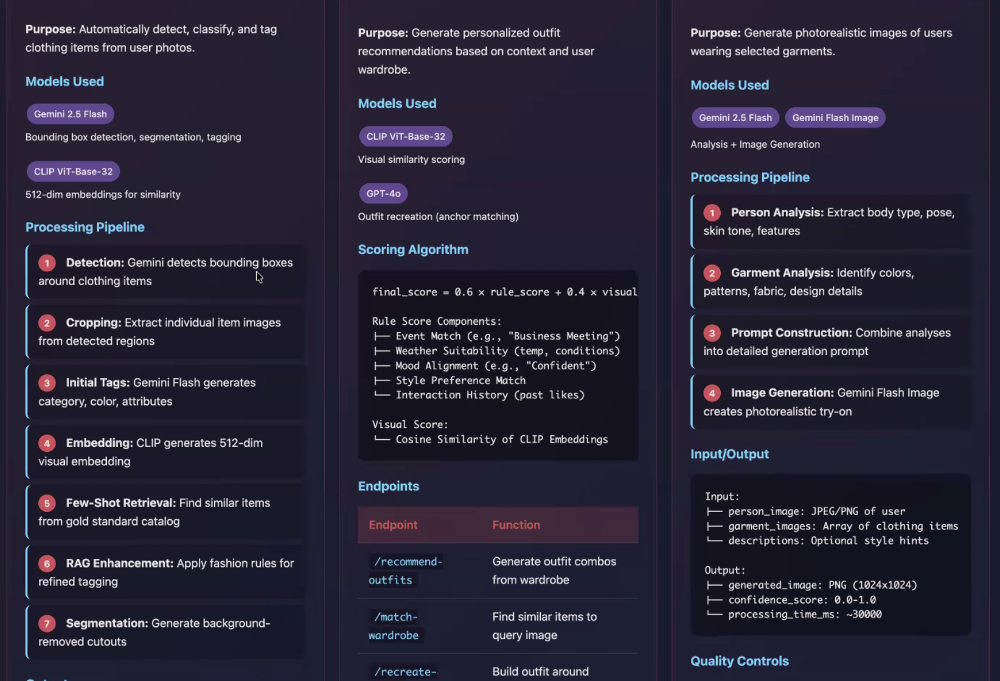 Purpose: Automatically detect, classify, and tag
clothing items from user photos.
Models Used
Gemini 2.5 Flash
Bounding box detection, segmentation, tagging
CLIP ViT-Base-32
512-dim embeddings for similarity
Processing Pipeline
1 Detection: Gemini detects bounding boxes
around clothing items
2 Cropping: Extract individual item images
from detected regions
3 Initial Tags: Gemini Flash generates
category, color, attributes
4 Embedding: CLIP generates 512-dim
visual embedding
5 Few-Shot Retrieval: Find similar items
from gold standard catalog
6 RAG Enhancement: Apply fashion rules for
refined tagging
7 Segmentation: Generate background-
removed cutouts
Purpose: Generate personalized outfit
recommendations based on context and user
wardrobe.
Models Used
CLIP ViT-Base-32
Visual similarity scoring
GPT-4o
Outfit recreation (anchor matching)
Scoring Algorithm
final_score = 0.6 × rule_score + 0.4 × visual
Rule Score Components:
├── Event Match (e.g., "Business Meeting")
├── Weather Suitability (temp, conditions)
├── Mood Alignment (e.g., "Confident")
├── Style Preference Match
└── Interaction History (past likes)
Visual Score:
└── Cosine Similarity of CLIP Embeddings
Endpoints
Endpoint Function
/recommend- Generate outfit combos
outfits from wardrobe
/match- Find similar items to
wardrobe query image
/recreate- Build outfit around
Purpose: Generate photorealistic images of users
wearing selected garments.
Models Used
Gemini 2.5 Flash Gemini Flash Image
Analysis + Image Generation
Processing Pipeline
1 Person Analysis: Extract body type, pose,
skin tone, features
2 Garment Analysis: Identify colors,
patterns, fabric, design details
3 Prompt Construction: Combine analyses
into detailed generation prompt
4 Image Generation: Gemini Flash Image
creates photorealistic try-on
Input/Output
Input:
├── person_image: JPEG/PNG of user
├── garment_images: Array of clothing items
└── descriptions: Optional style hints
Output:
├── generated_image: PNG (1024x1024)
├── confidence_score: 0.0-1.0
└── processing_time_ms: ~30000
Quality Controls